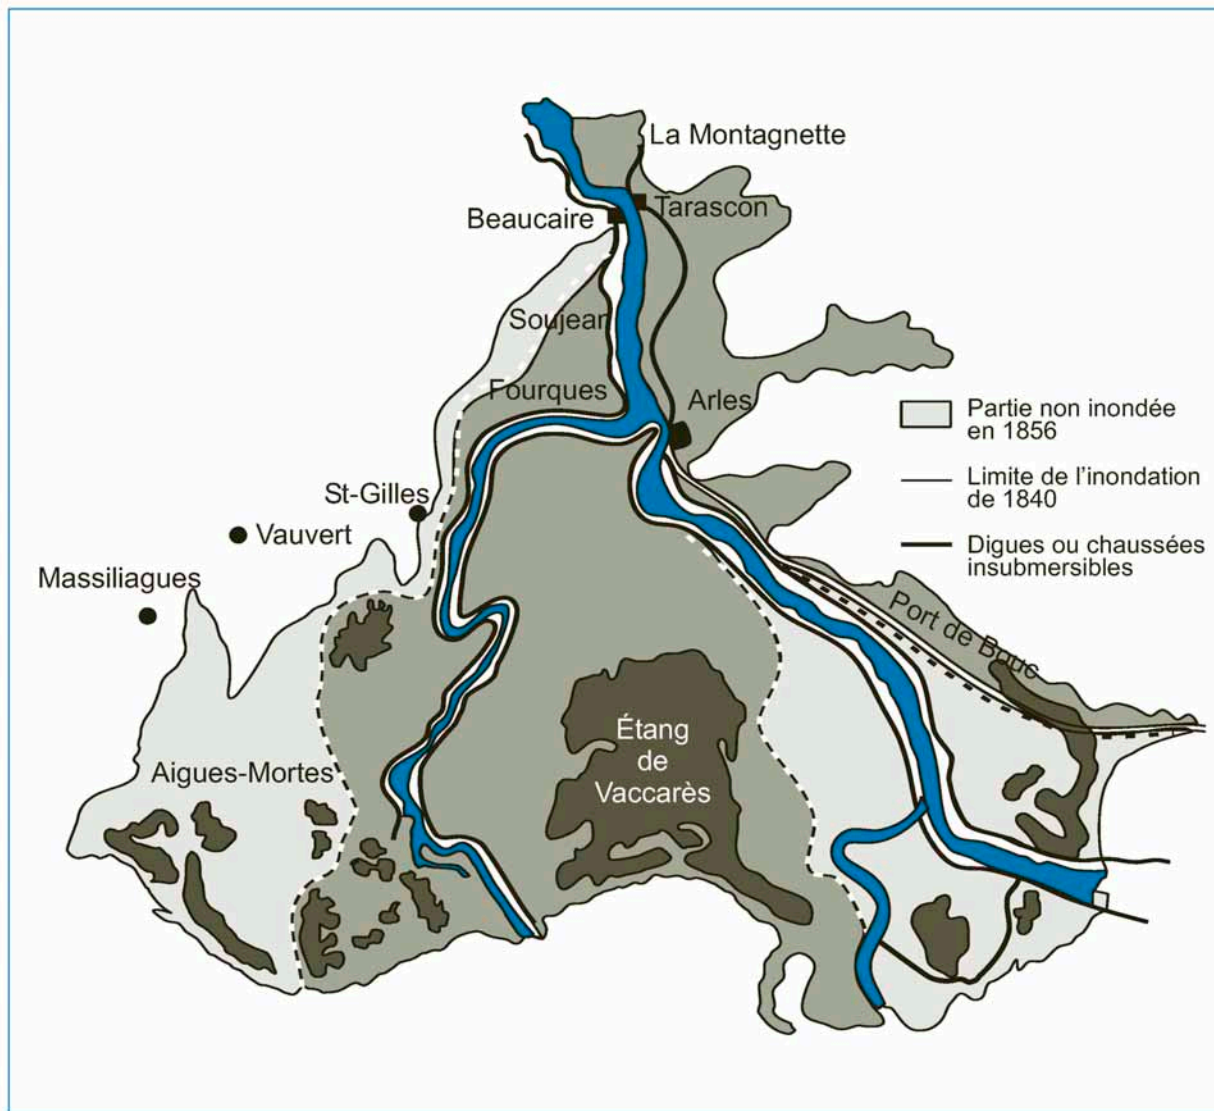 La Montagnette
Tarascon
Beaucaire
Soujean
Fourques
Arles
Partie non inondée
en 1856
Limite de l'inondation
de 1840
Digues ou chaussées
insubmersibles
St-Gilles
Vauvert
Massiliagues
Port de Bouc
Étang
de
Vaccarès
Aigues-Mortes